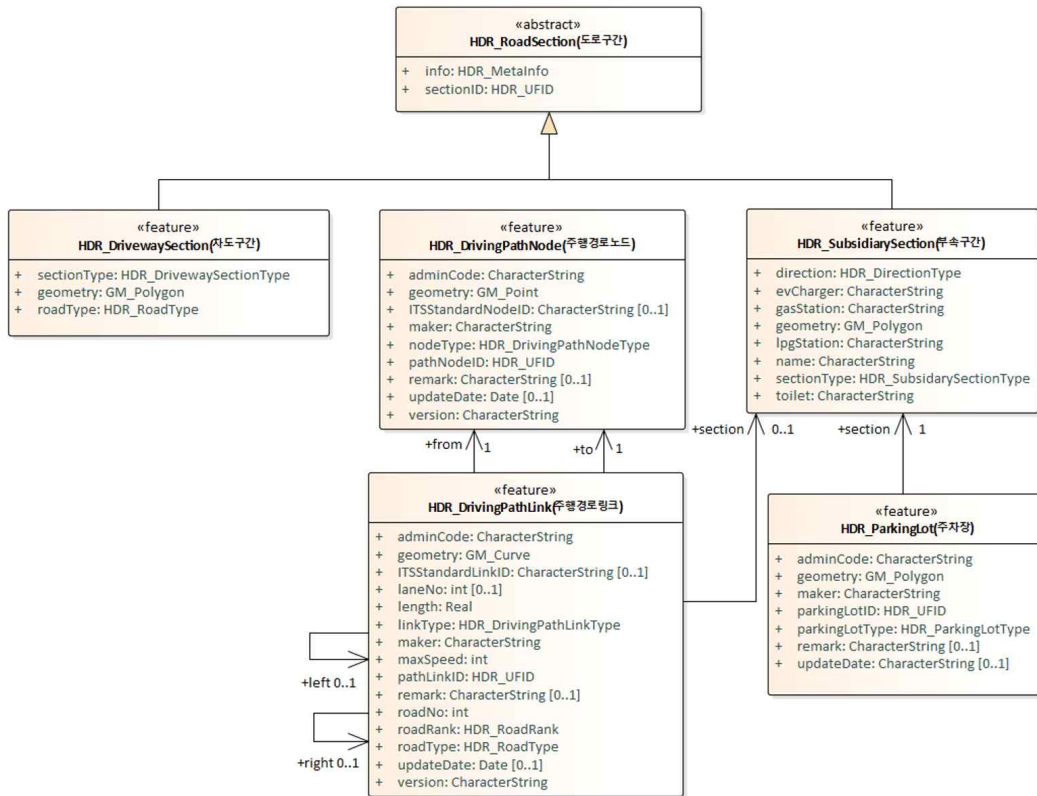 «abstract»
HDR_RoadSection(도로구간)
+ info: HDR_MetaInfo
+ sectionID: HDR_UFID
«feature»
HDR_DrivewaySection(차도구간)
+ sectionType: HDR_DrivewaySectionType
+ geometry: GM_Polygon
+ roadType: HDR_RoadType
«feature»
HDR_DrivingPathNode(주행경로노드)
+ adminCode: CharacterString
+ geometry: GM_Point
+ ITSStandardNodeID: CharacterString [0..1]
+ maker: CharacterString
+ nodeType: HDR_DrivingPathNodeType
+ pathNodeID: HDR_UFID
+ remark: CharacterString [0..1]
+ updateDate: Date [0..1]
+ version: CharacterString
«feature»
HDR_SubsidiarySection(부속구간)
+ direction: HDR_DirectionType
+ evCharger: CharacterString
+ gasStation: CharacterString
+ geometry: GM_Polygon
+ lpgStation: CharacterString
+ name: CharacterString
+ sectionType: HDR_SubsidarySectionType
+ toilet: CharacterString
+from 1
+to 1
+section 0..1
+section 1
«feature»
HDR_DrivingPathLink(주행경로링크)
+ adminCode: CharacterString
+ geometry: GM_Curve
+ ITSStandardLinkID: CharacterString [0..1]
+ laneNo: int [0..1]
+ length: Real
+ linkType: HDR_DrivingPathLinkType
+ maker: CharacterString
+ maxSpeed: int
+ pathLinkID: HDR_UFID
+ remark: CharacterString [0..1]
+ roadNo: int
+ roadRank: HDR_RoadRank
+ roadType: HDR_RoadType
+ updateDate: Date [0..1]
+ version: CharacterString
+left 0..1
+right 0..1
«feature»
HDR_ParkingLot(주차장)
+ adminCode: CharacterString
+ geometry: GM_Polygon
+ maker: CharacterString
+ parkingLotID: HDR_UFID
+ parkingLotType: HDR_ParkingLotType
+ remark: CharacterString [0..1]
+ updateDate: CharacterString [0..1]